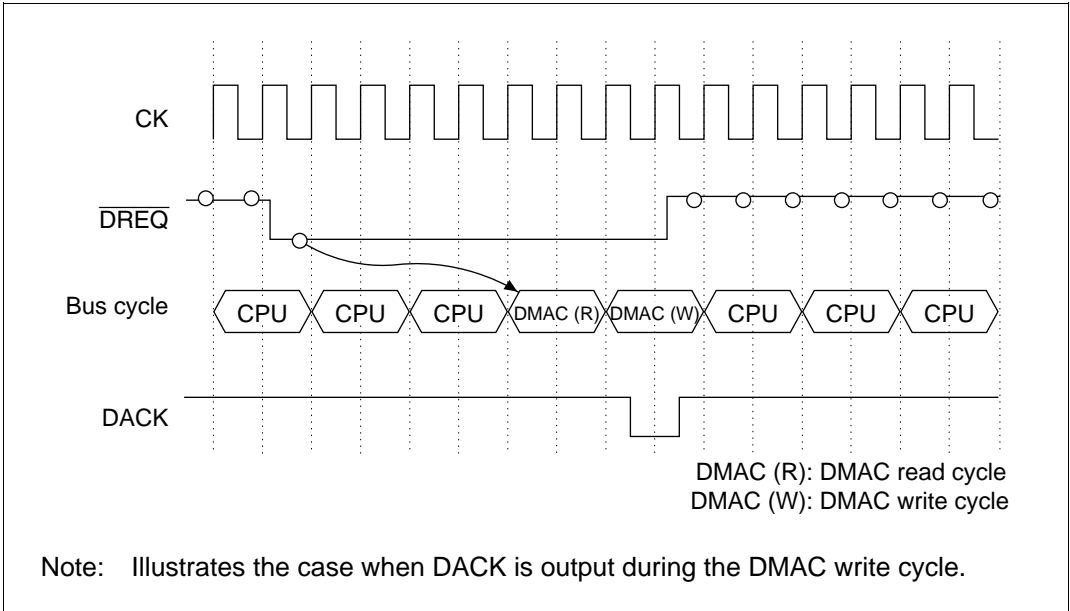 CK
DREQ
Bus cycle
CPU CPU CPU DMAC (R) DMAC (W) CPU CPU CPU
DACK
DMAC (R): DMAC read cycle
DMAC (W): DMAC write cycle
Note: Illustrates the case when DACK is output during the DMAC write cycle.